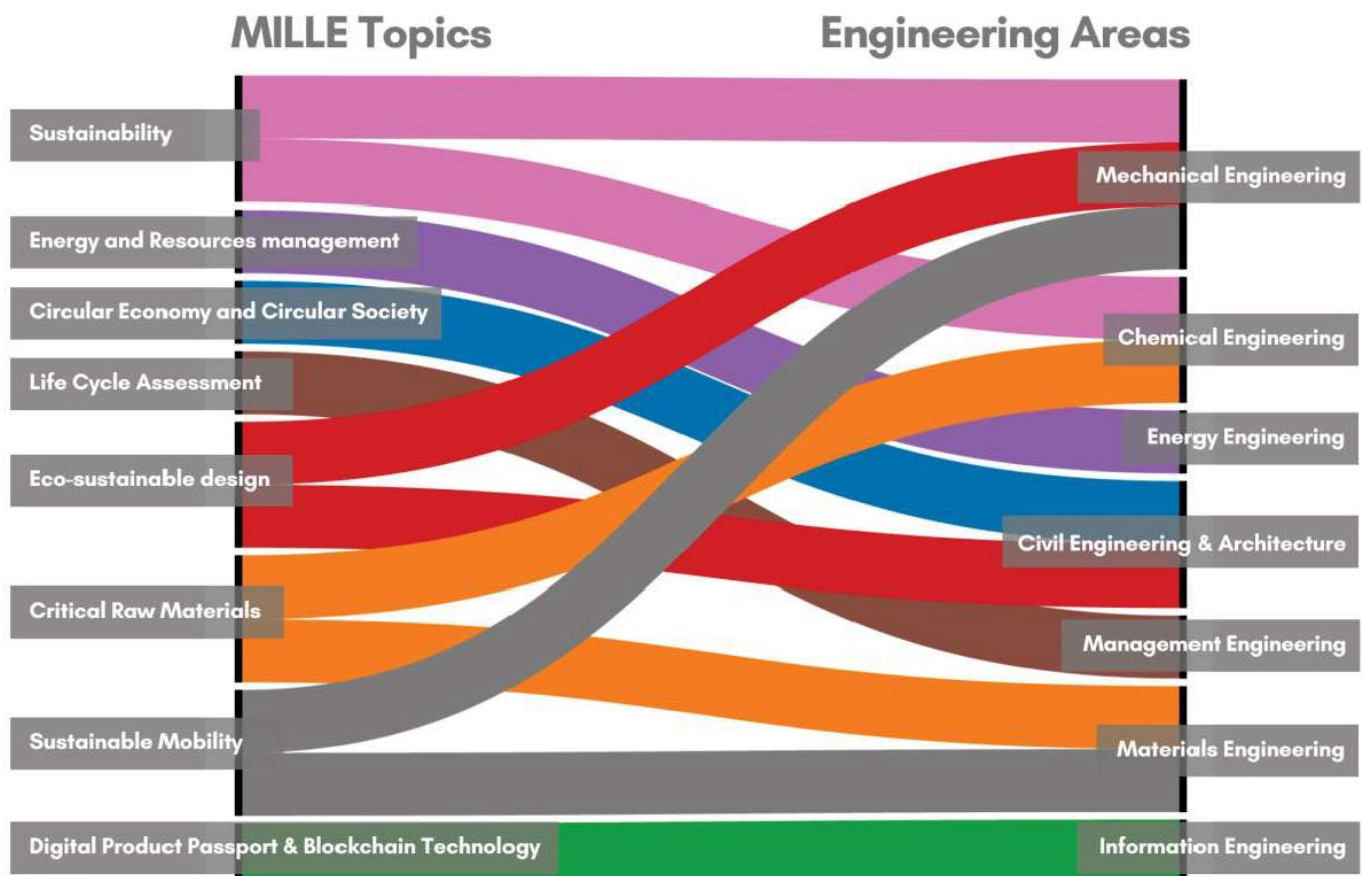 MILLE Topics
Engineering Areas
Sustainability
Energy and Resources management
Circular Economy and Circular Society
Life Cycle Assessment
Eco-sustainable design
Critical Raw Materials
Sustainable Mobility
Digital Product Passport & Blockchain Technology
Mechanical Engineering
Chemical Engineering
Energy Engineering
Civil Engineering & Architecture
Management Engineering
Materials Engineering
Information Engineering